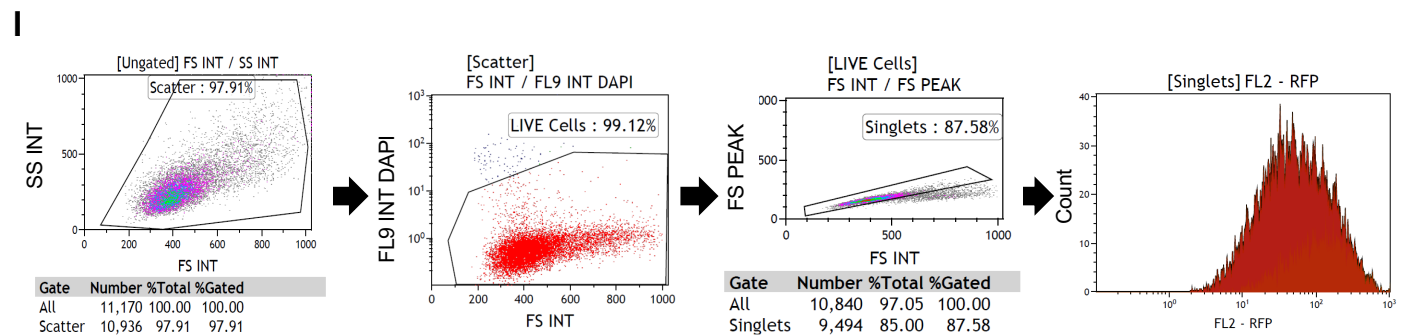 I
[Ungated] FS INT / SS INT
Scatter : 97.91%
1000
500
0
0 200 400 600 800 1000
SS INT
FS INT
Gate Number %Total %Gated
All 11,170 100.00 100.00
Scatter 10,936 97.91 97.91
[Scatter]
FS INT / FL9 INT DAPI
LIVE Cells : 99.12%
10³
10²
10¹
10⁰
0 200 400 600 800 1000
FL9 INT DAPI
FS INT
[LIVE Cells]
FS INT / FS PEAK
Singlets : 87.58%
000
500
0
0 500 1000
FS PEAK
FS INT
Gate Number %Total %Gated
All 10,840 97.05 100.00
Singlets 9,494 85.00 87.58
[Singlets] FL2 - RFP
40
30
20
10
0
10⁰ 10¹ 10² 10³
Count
FL2 - RFP